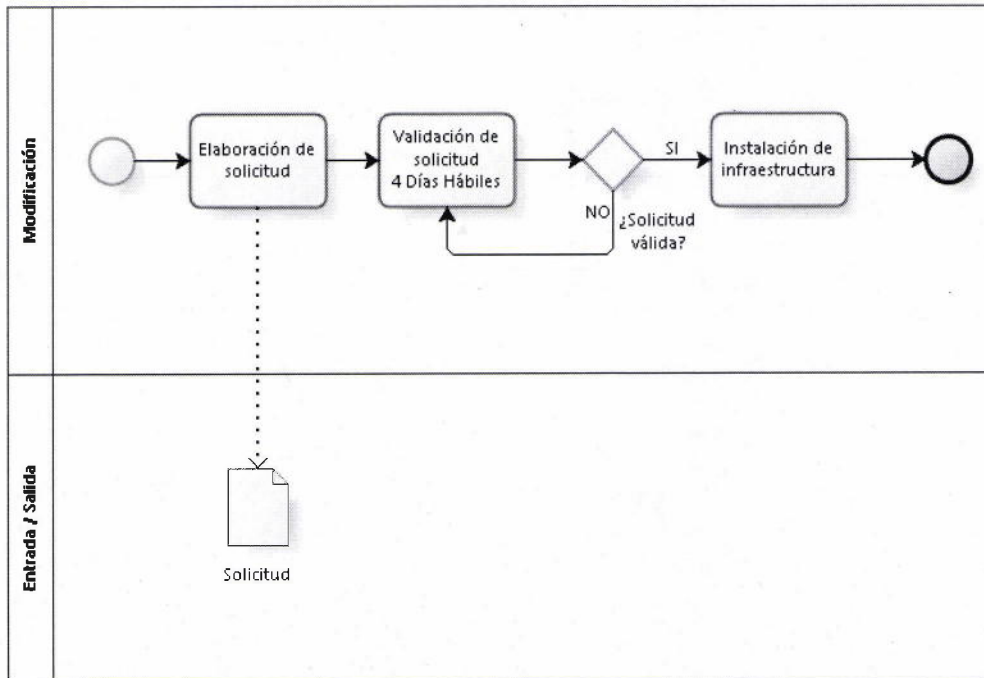 Modificación
Elaboración de
solicitud
Validación de
solicitud
4 Días Hábiles
SI
NO
¿Solicitud
válida?
Instalación de
infraestructura
Entrada / Salida
Solicitud